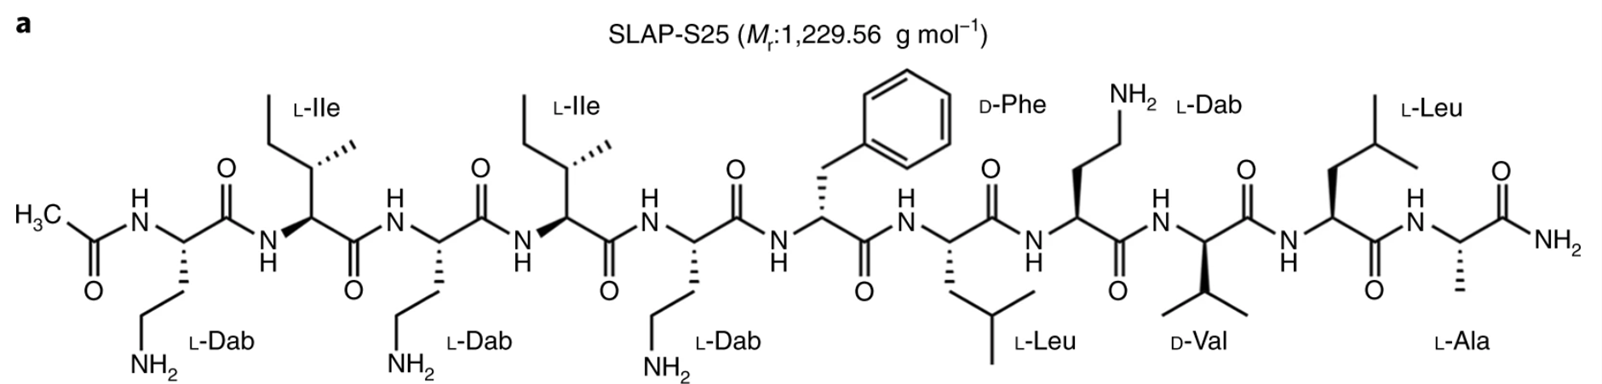 a
SLAP-S25 (Mr:1,229.56 g mol−1)
L-Ile
L-Ile
D-Phe
NH2
L-Dab
L-Leu
H3C
H
N
O
N
H
O
H
N
O
N
H
O
H
N
O
N
H
O
H
N
O
N
H
O
H
N
O
N
H
O
H
N
O
NH2
O
NH2
L-Dab
NH2
L-Dab
NH2
L-Dab
L-Leu
D-Val
L-Ala